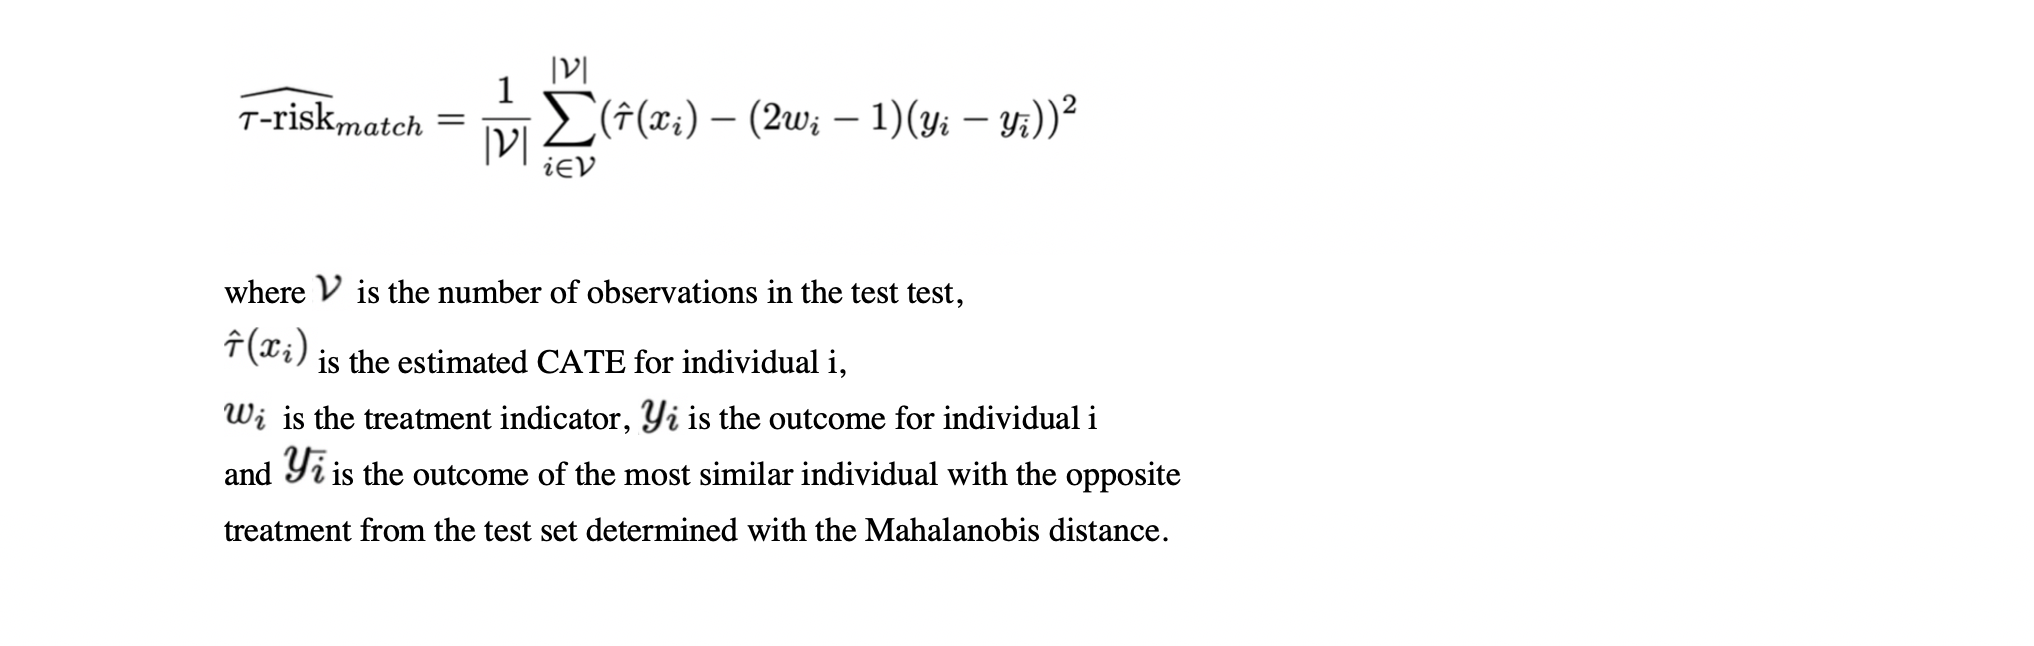 $\widehat{\tau\text{-risk}}_{match} = \frac{1}{|\mathcal{V}|} \sum_{i \in \mathcal{V}}^{|\mathcal{V}|} (\hat{\tau}(x_i) - (2w_i - 1)(y_i - y_{\bar{i}}))^2$
where $\mathcal{V}$ is the number of observations in the test test,
$\hat{\tau}(x_i)$ is the estimated CATE for individual i,
$w_i$ is the treatment indicator, $y_i$ is the outcome for individual i
and $y_{\bar{i}}$ is the outcome of the most similar individual with the opposite
treatment from the test set determined with the Mahalanobis distance.